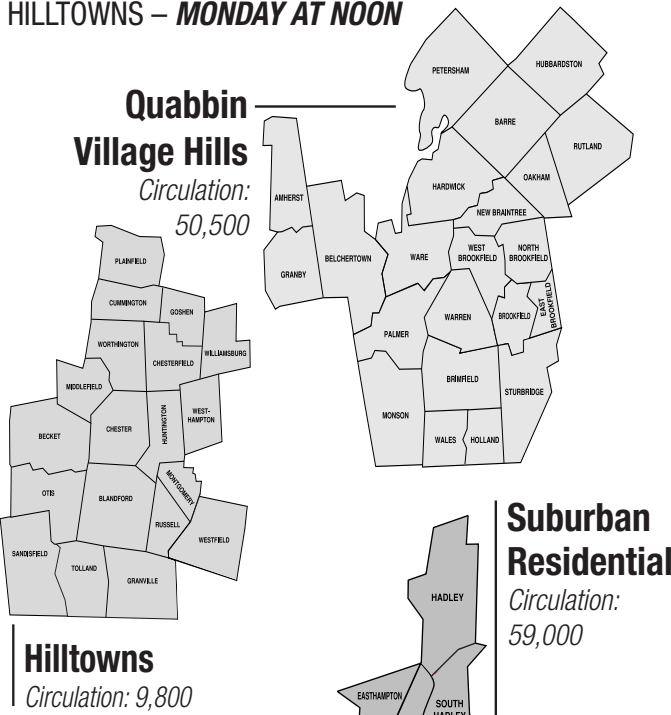 HILLTOWNS – MONDAY AT NOON
Quabbin
Village Hills
Circulation:
50,500
PETERSHAM
HUBBARDSTON
BARRE
RUTLAND
HARDWICK
OAKHAM
NEW BRAINTREE
AMHERST
BELCHERTOWN
GRANBY
WARE
WEST
BROOKFIELD
NORTH
BROOKFIELD
PALMER
WARREN
BROOKFIELD
EAST
BROOKFIELD
MONSON
BRIMFIELD
STURBRIDGE
WALES
HOLLAND
PLAINFIELD
CUMMINGTON
GOSHEN
WORTHINGTON
CHESTERFIELD
WILLIAMSBURG
MIDDLEFIELD
BECKET
CHESTER
HUNTINGTON
WEST-
HAMPTON
OTIS
BLANDFORD
MONTGOMERY
RUSSELL
WESTFIELD
SANDISFIELD
TOLLAND
GRANVILLE
Hilltowns
Circulation: 9,800
Suburban
Residential
Circulation:
59,000
HADLEY
EASTHAMPTON
SOUTH
HADLEY